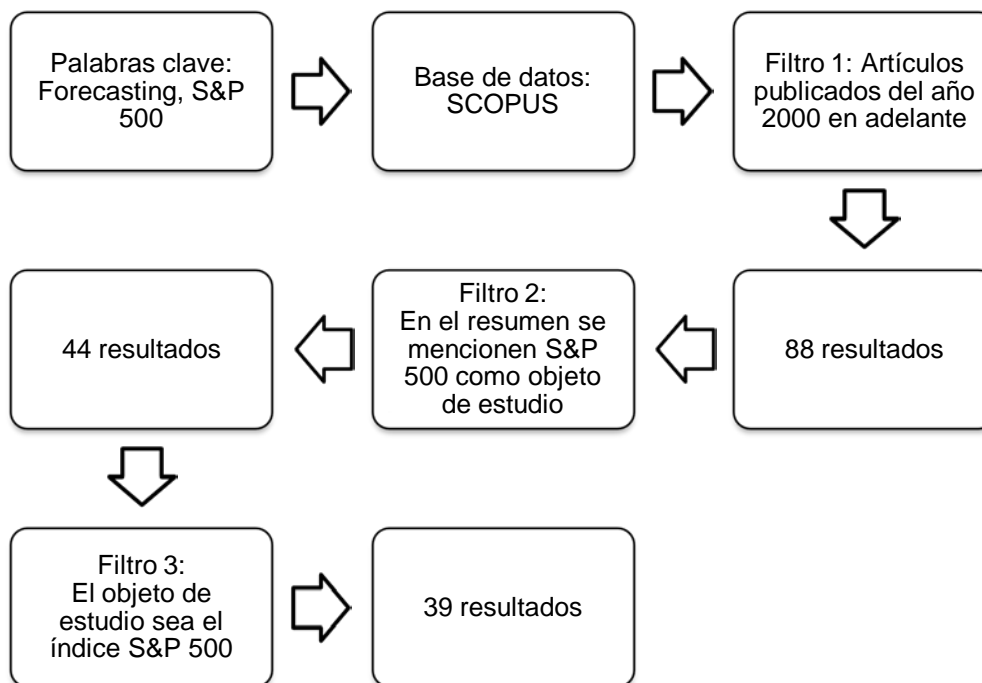 Palabras clave:
Forecasting, S&P
500
Base de datos:
SCOPUS
Filtro 1: Artículos
publicados del año
2000 en adelante
88 resultados
Filtro 2:
En el resumen se
mencionen S&P
500 como objeto
de estudio
44 resultados
Filtro 3:
El objeto de
estudio sea el
índice S&P 500
39 resultados